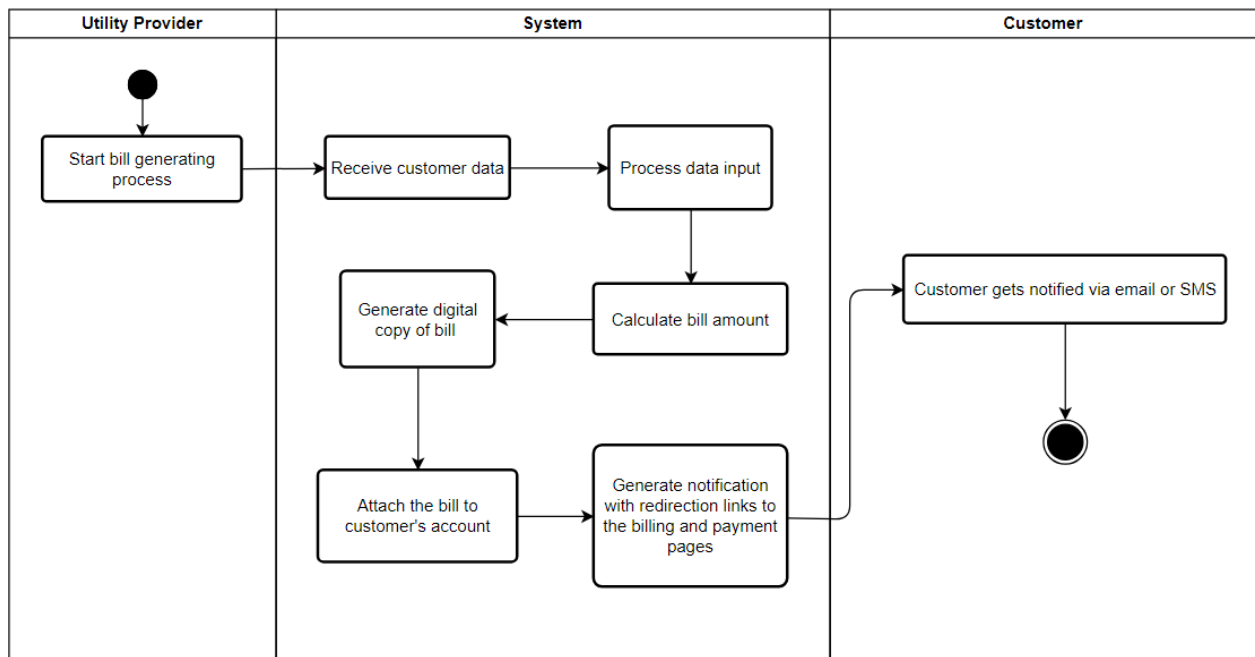 Utility Provider
System
Customer
Start bill generating
process
Receive customer data
Process data input
Calculate bill amount
Generate digital
copy of bill
Attach the bill to
customer's account
Generate notification
with redirection links to
the billing and payment
pages
Customer gets notified via email or SMS